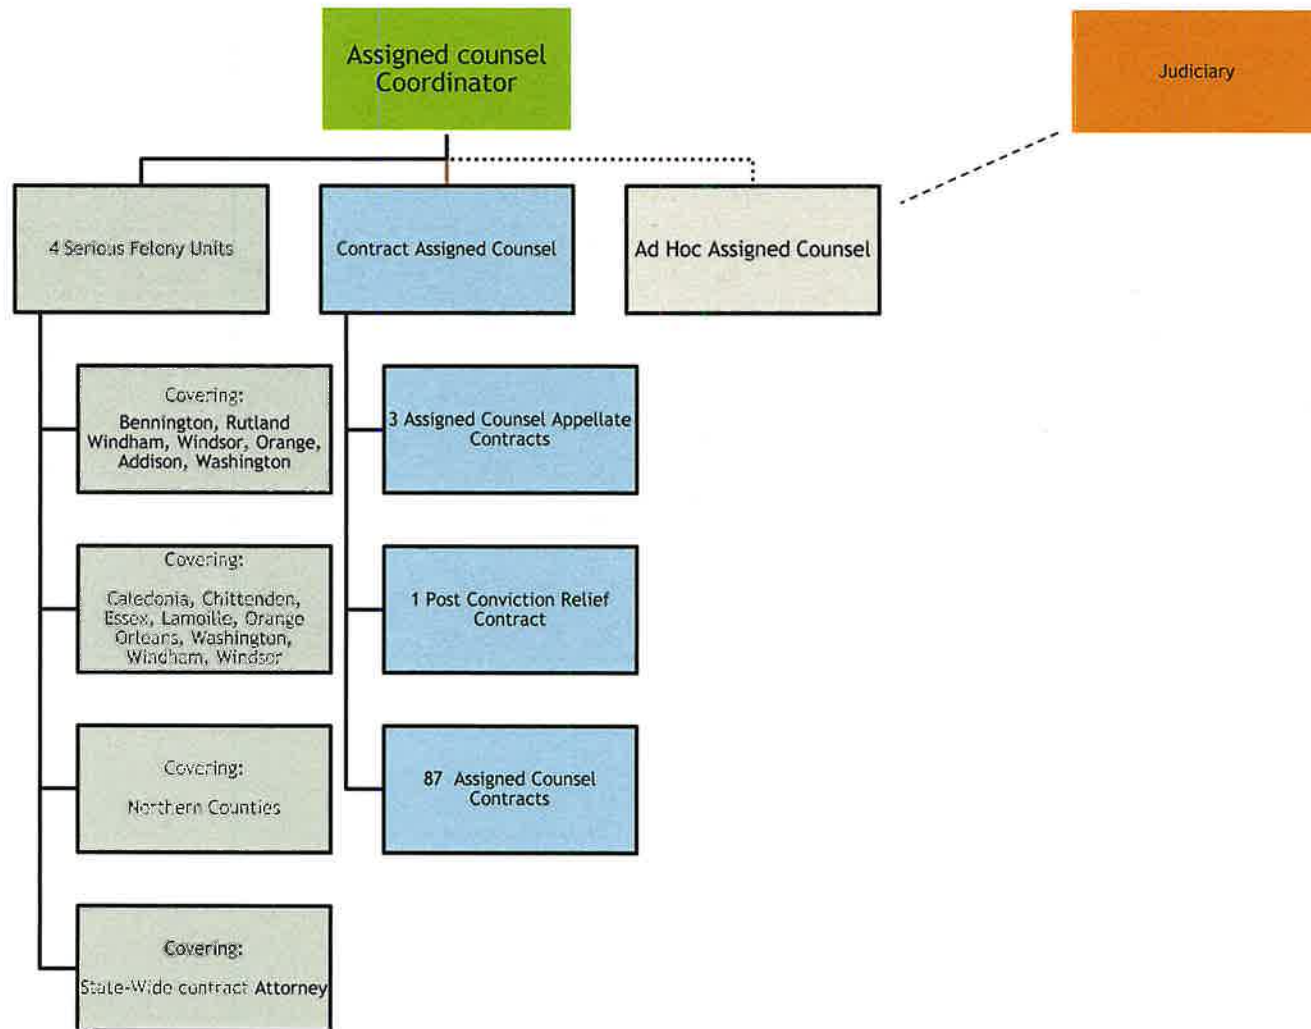 Assigned counsel
Coordinator
Judiciary
4 Serious Felony Units
Contract Assigned Counsel
Ad Hoc Assigned Counsel
Covering:
Bennington, Rutland
Windham, Windsor, Orange,
Addison, Washington
3 Assigned Counsel Appellate
Contracts
Covering:
Caledonia, Chittenden,
Essex, Lamoille, Orange
Orleans, Washington,
Windham, Windsor
1 Post Conviction Relief
Contract
Covering:
Northern Counties
87 Assigned Counsel
Contracts
Covering:
State-Wide contract Attorney